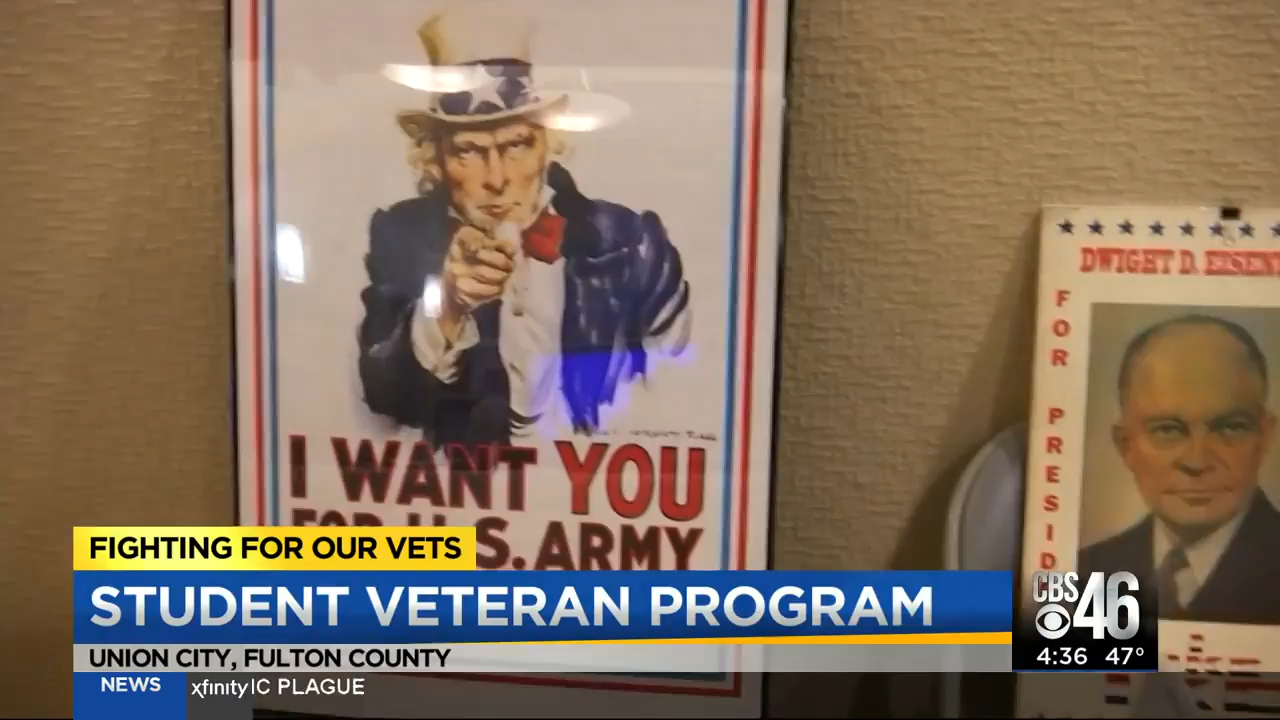 DWIGHT D.
FOR
PRESID
I WANT YOU
FOR U.S. ARMY
FIGHTING FOR OUR VETS
STUDENT VETERAN PROGRAM
UNION CITY, FULTON COUNTY
CBS 46
4:36 47°
NEWS xfinity IC PLAGUE